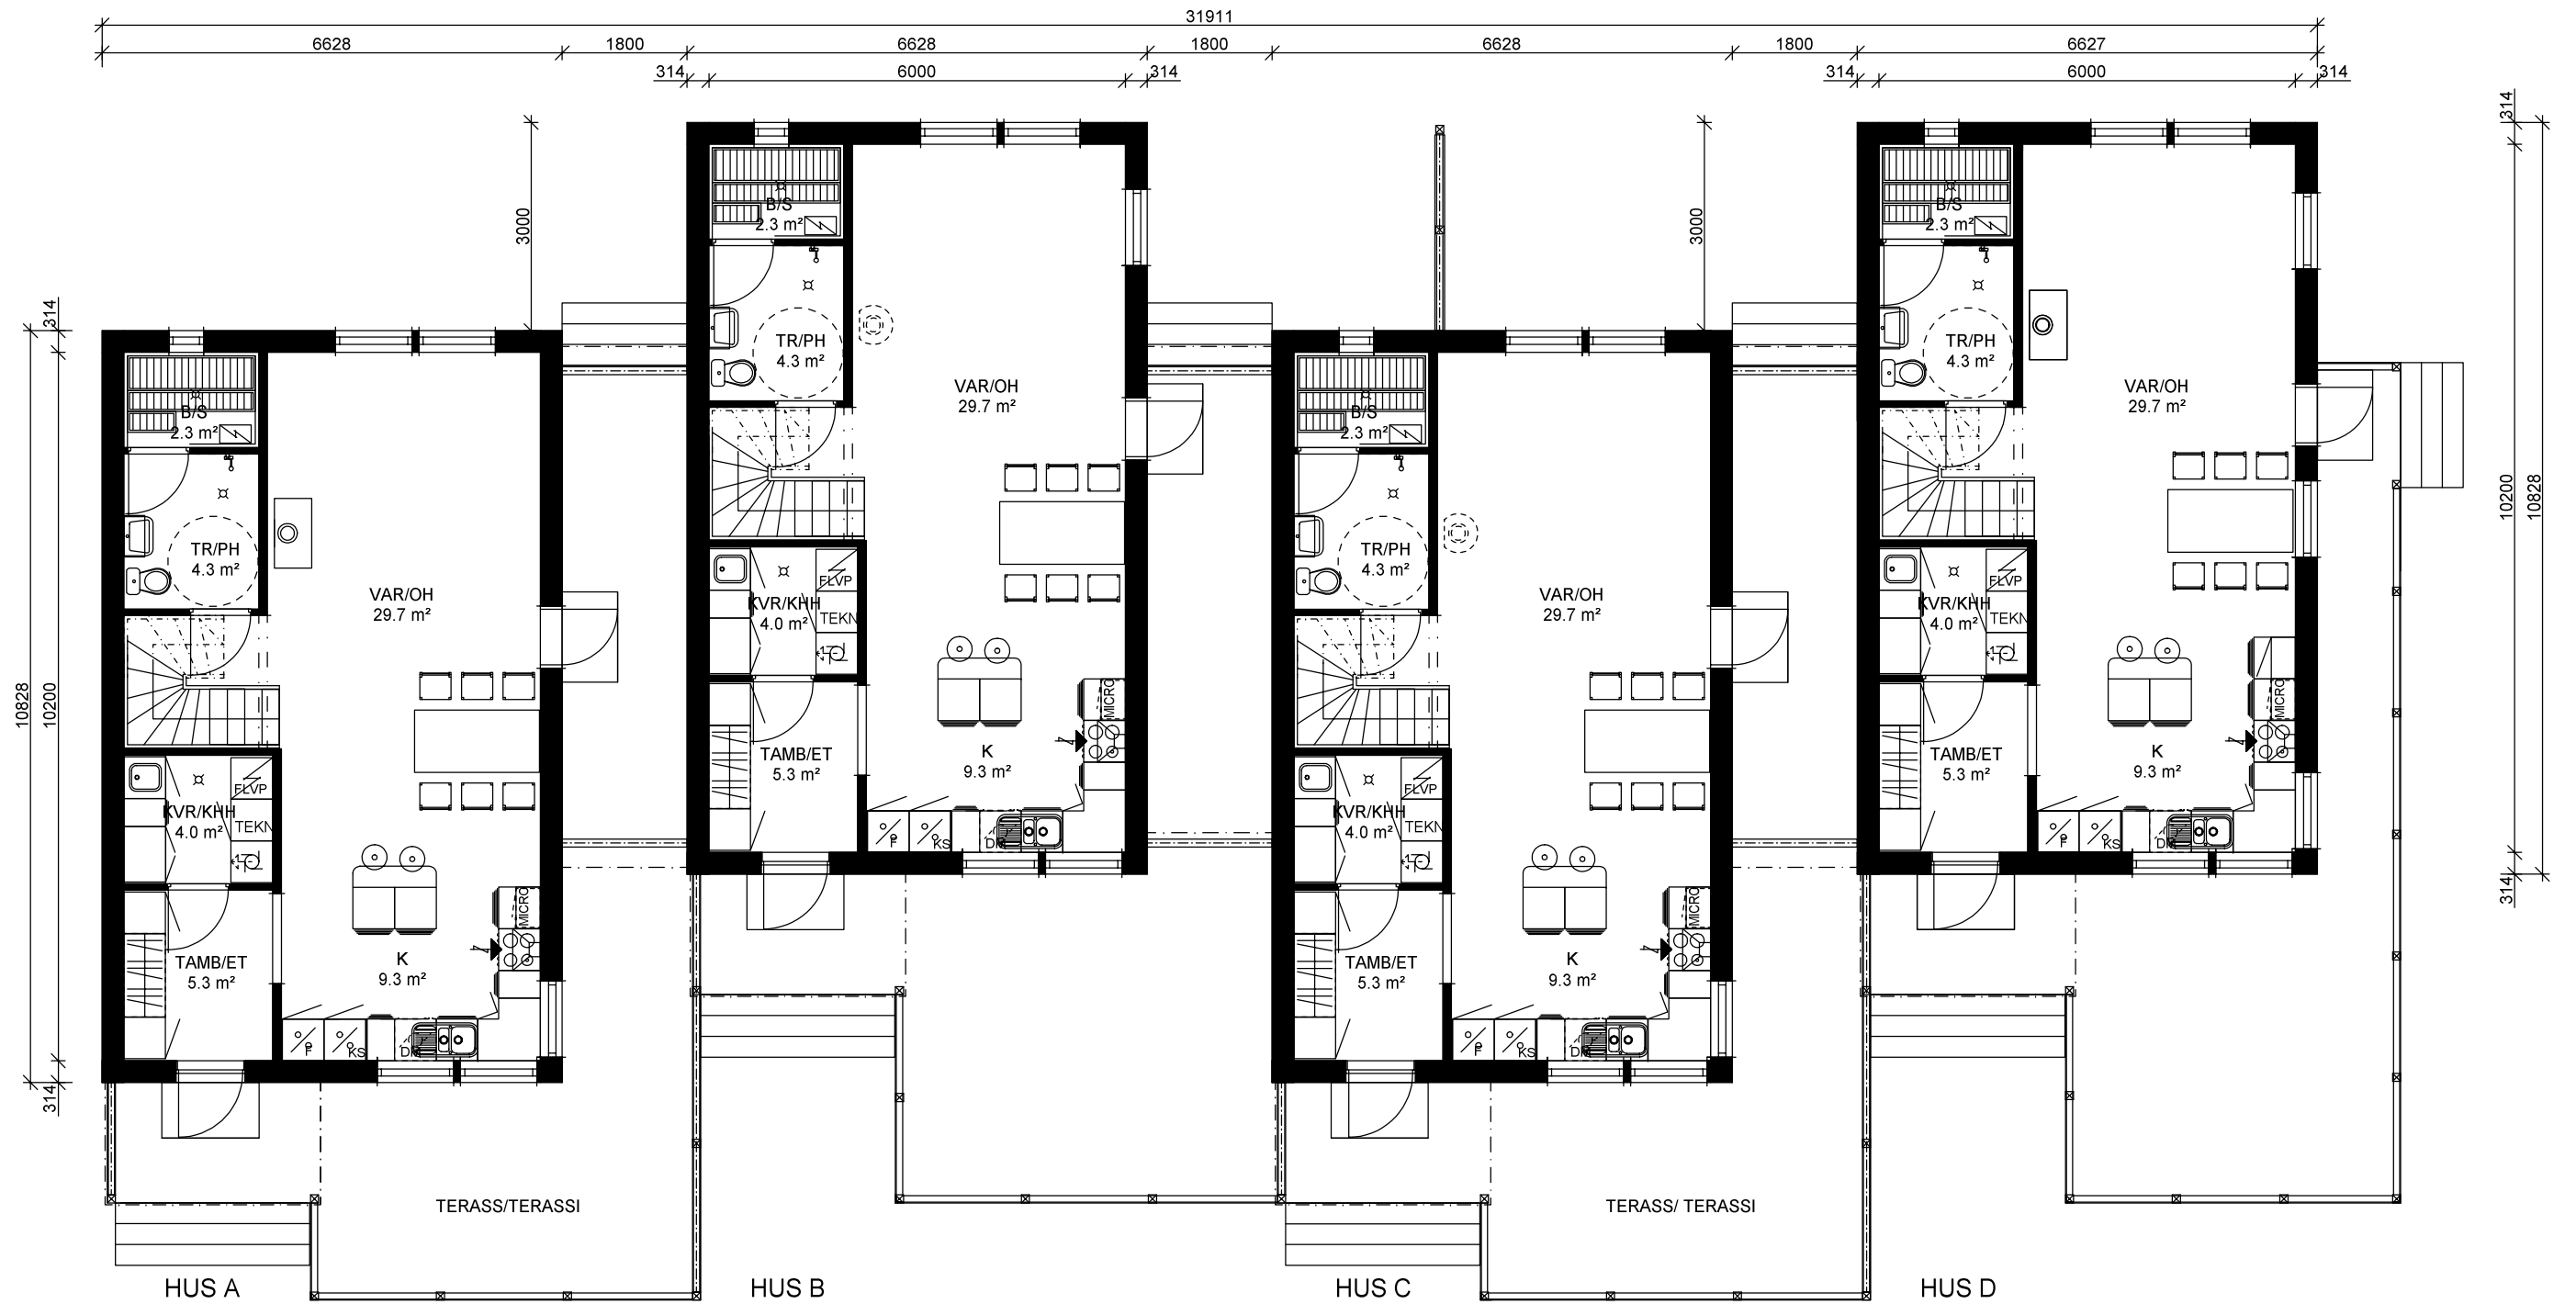 31911
6628 1800 6628 1800 6628 1800 6627
314 6000 314 314 6000 314
3000
3000
314
10200
10828
314
314
10828
10200
314
B/S
2.3 m²
TR/PH
4.3 m²
VAR/OH
29.7 m²
KVR/KHH
4.0 m²
FLVP
TEKN
TAMB/ET
5.3 m²
K
9.3 m²
MICRO
F
KS
DM
TERASS/TERASSI
HUS A
B/S
2.3 m²
TR/PH
4.3 m²
VAR/OH
29.7 m²
KVR/KHH
4.0 m²
FLVP
TEKN
TAMB/ET
5.3 m²
K
9.3 m²
MICRO
F
KS
DM
HUS B
B/S
2.3 m²
TR/PH
4.3 m²
VAR/OH
29.7 m²
KVR/KHH
4.0 m²
FLVP
TEKN
TAMB/ET
5.3 m²
K
9.3 m²
MICRO
F
KS
DM
TERASS/ TERASSI
HUS C
B/S
2.3 m²
TR/PH
4.3 m²
VAR/OH
29.7 m²
KVR/KHH
4.0 m²
FLVP
TEKN
TAMB/ET
5.3 m²
K
9.3 m²
MICRO
F
KS
DM
HUS D